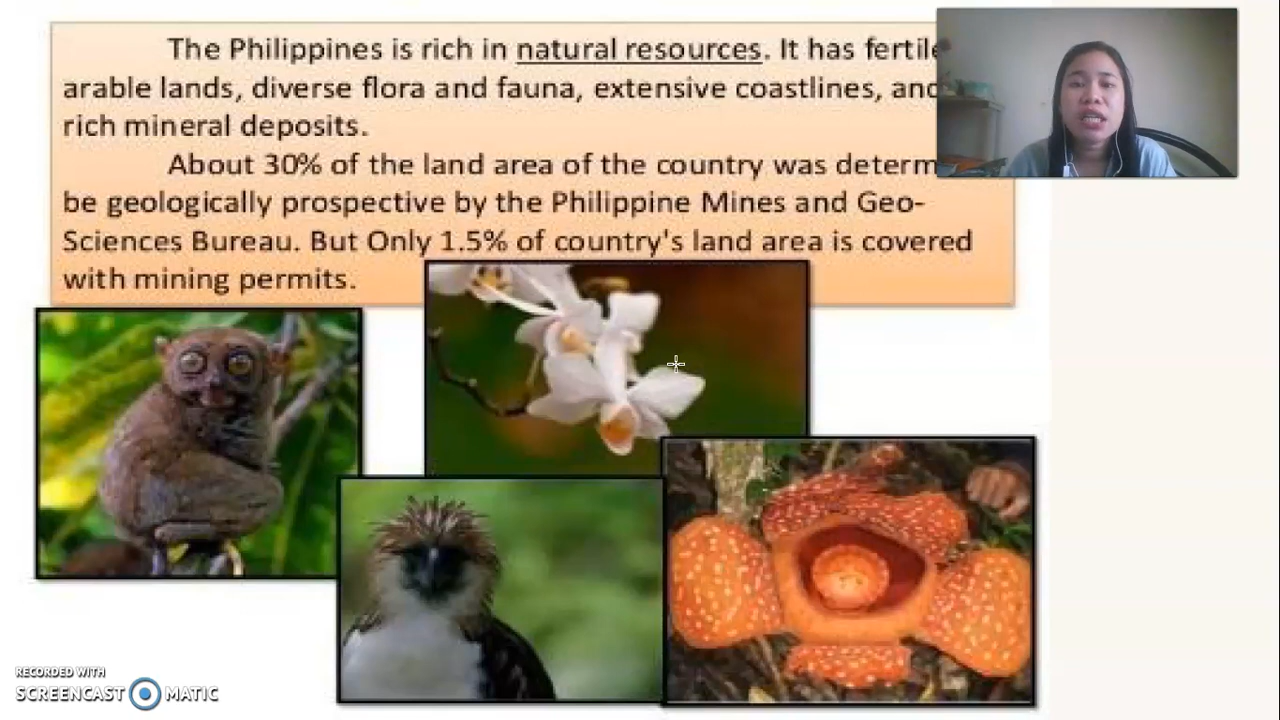 The Philippines is rich in natural resources. It has fertile
arable lands, diverse flora and fauna, extensive coastlines, and
rich mineral deposits.
About 30% of the land area of the country was determ
be geologically prospective by the Philippine Mines and Geo-
Sciences Bureau. But Only 1.5% of country's land area is covered
with mining permits.
RECORDED WITH
SCREENCAST MATIC